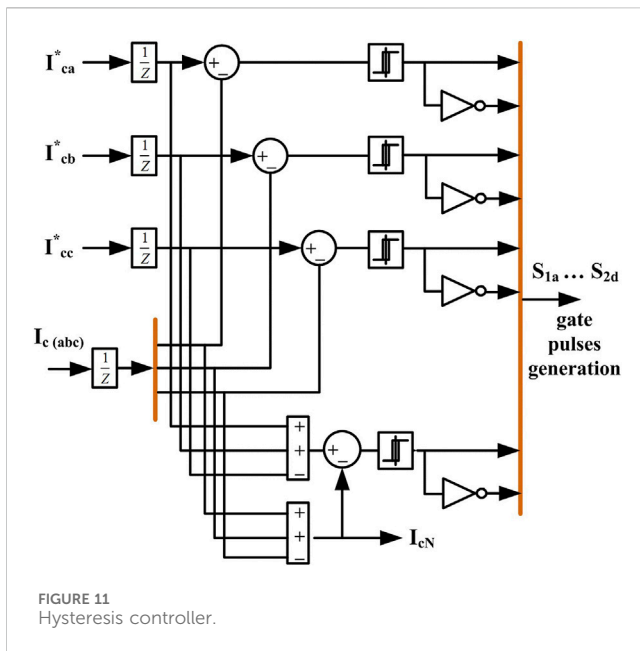 I*ca
1/Z
+
−
I*cb
1/Z
+
−
I*cc
1/Z
+
−
S1a ... S2d
gate
pulses
generation
Ic (abc)
1/Z
+
+
−
+
−
+
+
−
IcN
FIGURE 11
Hysteresis controller.